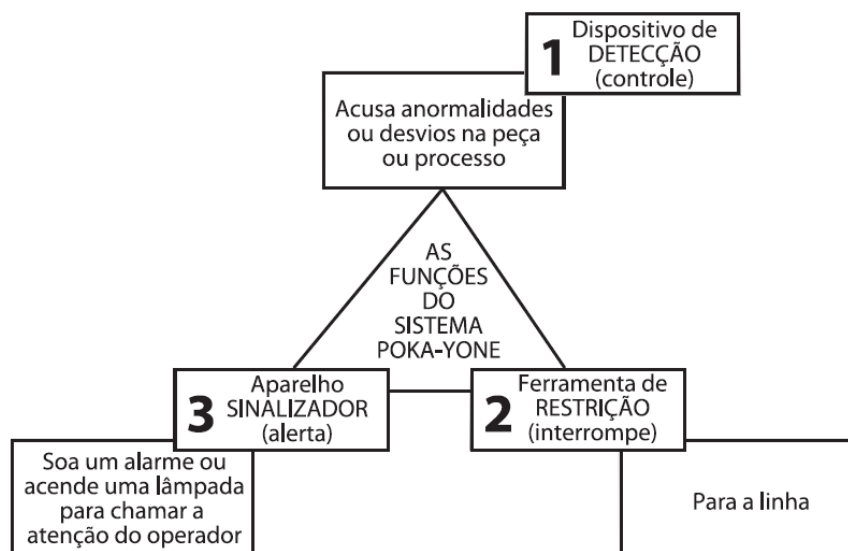 1 Dispositivo de
DETECÇÃO
(controle)
Acusa anormalidades
ou desvios na peça
ou processo
AS
FUNÇÕES
DO
SISTEMA
POKA-YONE
3 Aparelho
SINALIZADOR
(alerta)
2 Ferramenta de
RESTRIÇÃO
(interrompe)
Soa um alarme ou
acende uma lâmpada
para chamar a
atenção do operador
Para a linha